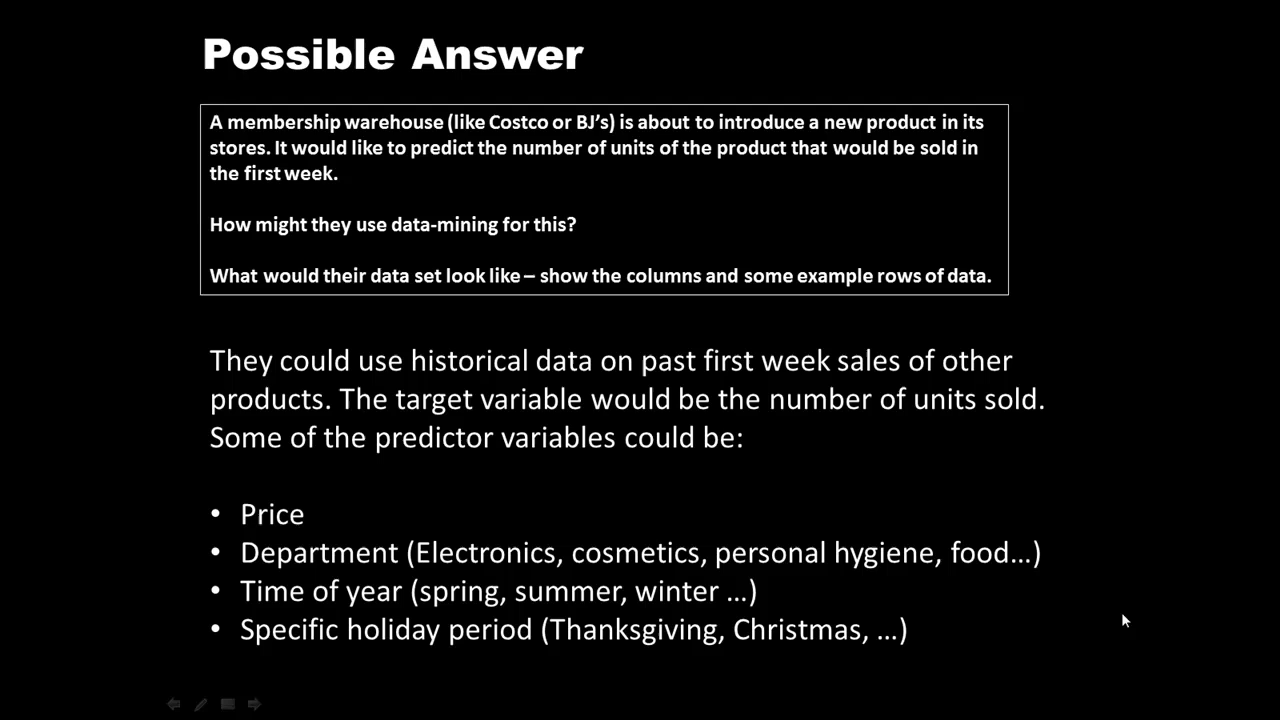 Possible Answer
A membership warehouse (like Costco or BJ’s) is about to introduce a new product in its
stores. It would like to predict the number of units of the product that would be sold in
the first week.
How might they use data-mining for this?
What would their data set look like – show the columns and some example rows of data.
They could use historical data on past first week sales of other
products. The target variable would be the number of units sold.
Some of the predictor variables could be:
• Price
• Department (Electronics, cosmetics, personal hygiene, food…)
• Time of year (spring, summer, winter …)
• Specific holiday period (Thanksgiving, Christmas, …)